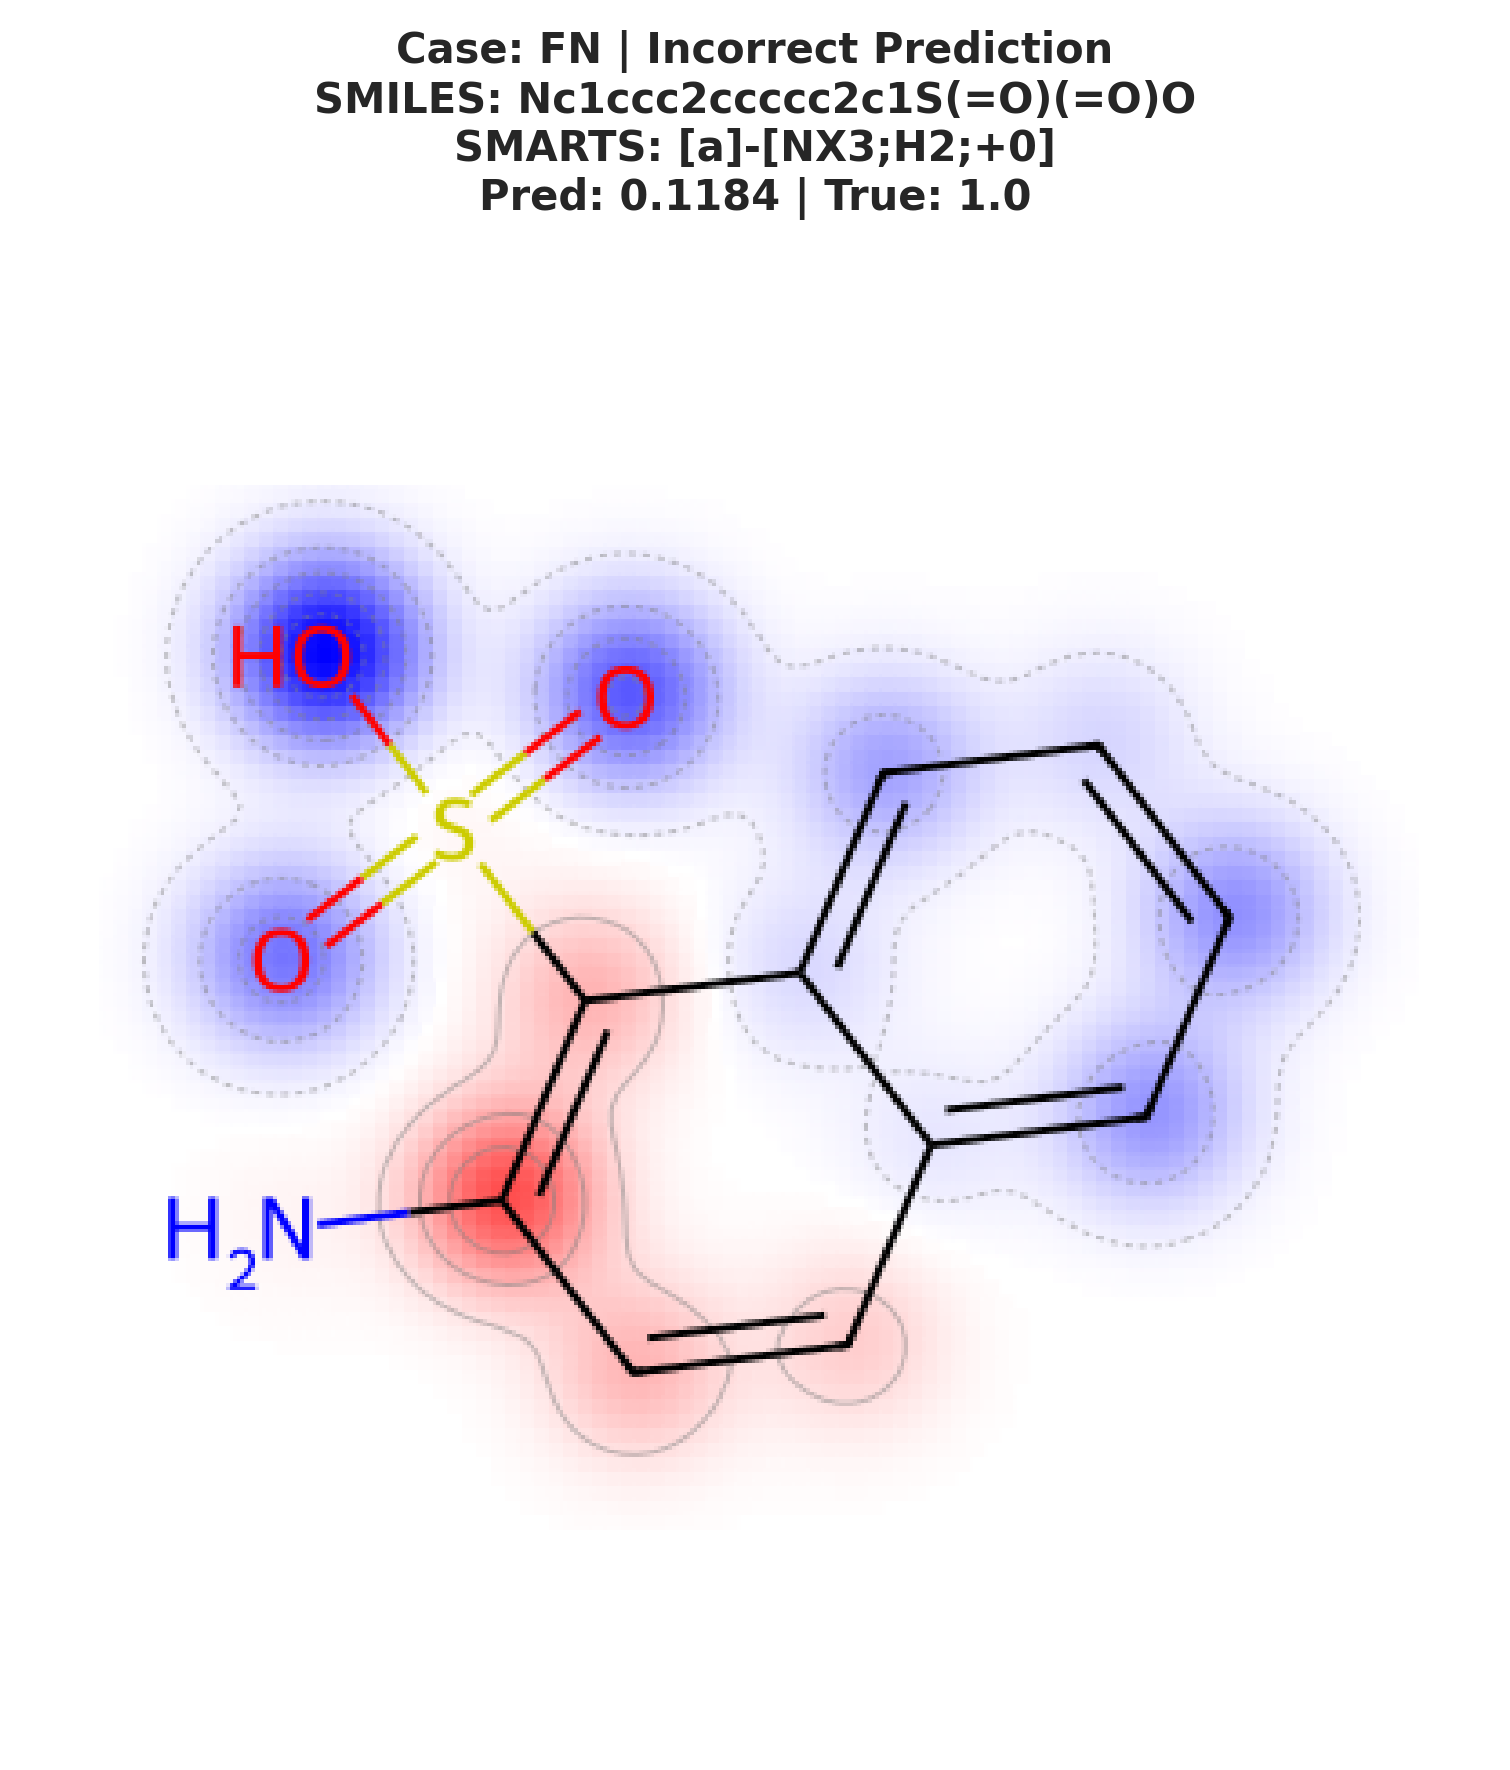 Case: FN | Incorrect Prediction
SMILES: Nc1ccc2ccccc2c1S(=O)(=O)O
SMARTS: [a]-[NX3;H2;+0]
Pred: 0.1184 | True: 1.0
HO
O
S
O
H2N